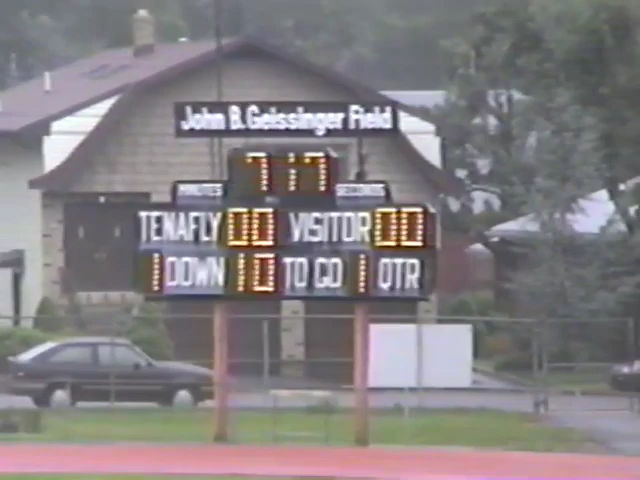 John B. Geissinger Field
7 17
MINUTES SECONDS
TENAFLY 00 VISITOR 00
1 DOWN 10 TO GO 1 QTR